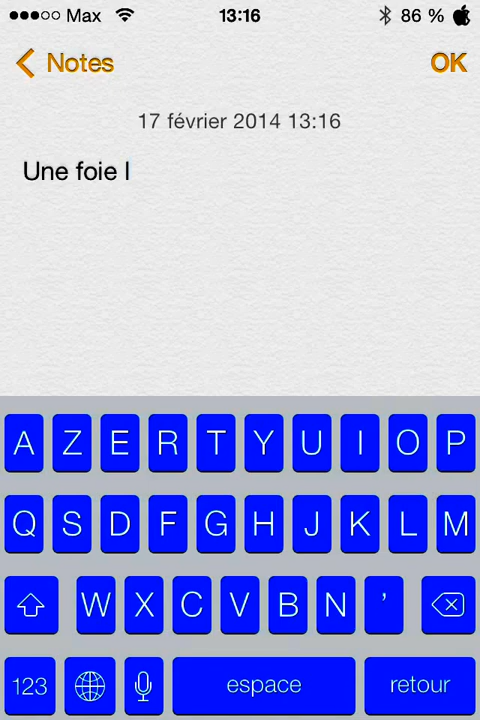 Max 13:16 86 %
Notes OK
17 février 2014 13:16
Une foie l
A Z E R T Y U I O P
Q S D F G H J K L M
W X C V B N ’
123 espace retour